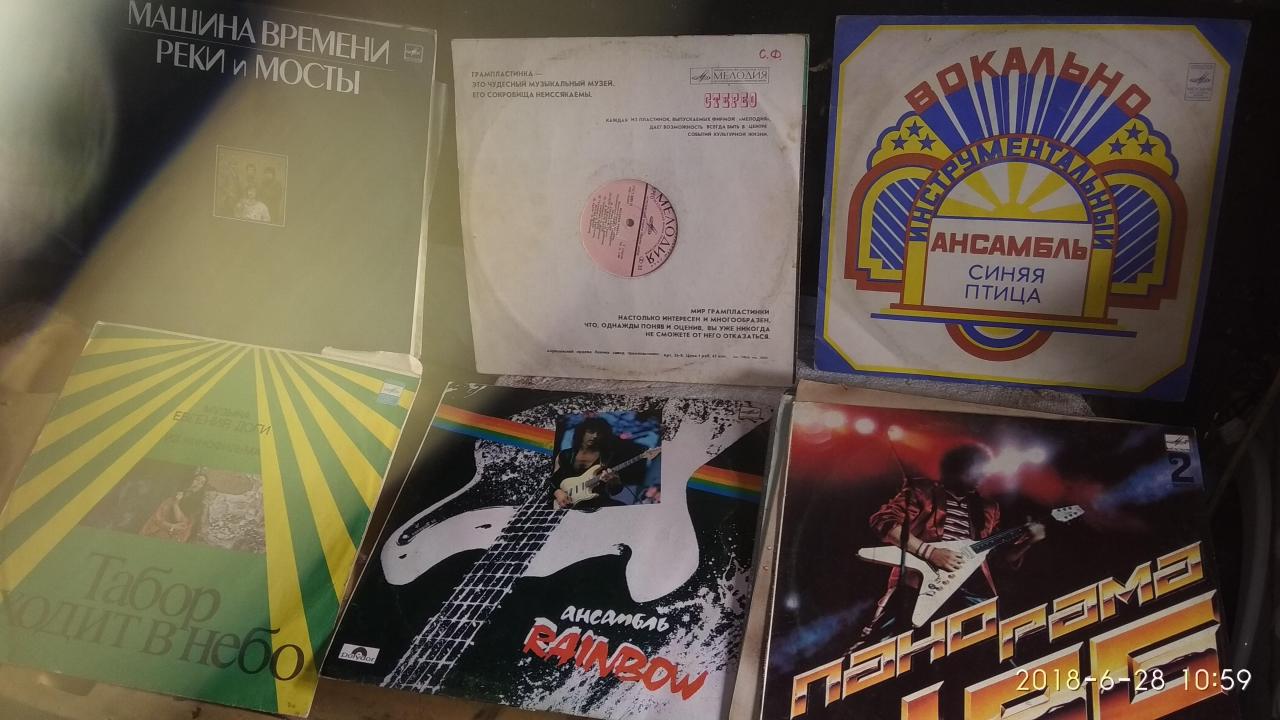 МАШИНА ВРЕМЕНИ
РЕКИ и МОСТЫ
С.Ф.
ГРАМПЛАСТИНКА —
ЭТО ЧУДЕСНЫЙ МУЗЫКАЛЬНЫЙ МУЗЕЙ.
ЕГО СОКРОВИЩА НЕИССЯКАЕМЫ.
МЕЛОДИЯ
СТЕРЕО
КАЖДАЯ ИЗ ПЛАСТИНОК, ВЫПУСКАЕМЫХ ФИРМОЙ «МЕЛОДИЯ»
ДАЕТ ВОЗМОЖНОСТЬ ВСЕГДА БЫТЬ В ЦЕНТРЕ
СОБЫТИЙ КУЛЬТУРНОЙ ЖИЗНИ.
МЕЛОДИЯ
МИР ГРАМПЛАСТИНКИ
НАСТОЛЬКО ИНТЕРЕСЕН И МНОГООБРАЗЕН,
ЧТО, ОДНАЖДЫ ПОНЯВ И ОЦЕНИВ, ВЫ УЖЕ НИКОГДА
НЕ СМОЖЕТЕ ОТ НЕГО ОТКАЗАТЬСЯ.
ВОКАЛЬНО
ИНСТРУМЕНТАЛЬНЫЙ
АНСАМБЛЬ
СИНЯЯ
ПТИЦА
МУЗЫКА
ЕВГЕНИЯ ДОГИ
ИЗ КИНОФИЛЬМА
Табор
уходит в небо
ансамбль
RAINBOW
polydor
2
панорама
2018-6-28 10:59